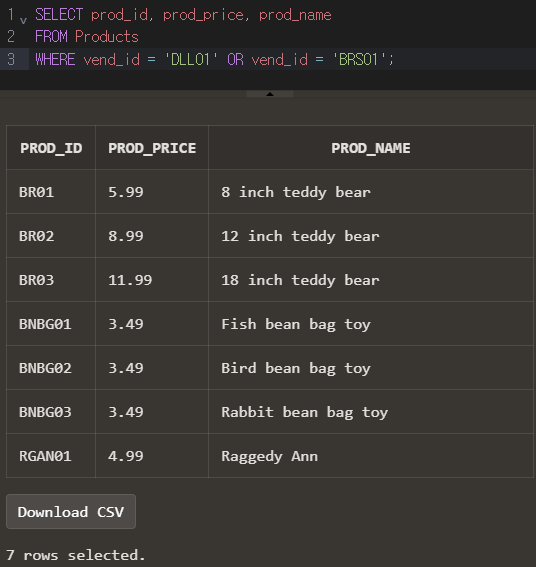 1 SELECT prod_id, prod_price, prod_name
2 FROM Products
3 WHERE vend_id = 'DLL01' OR vend_id = 'BRS01';
PROD_ID PROD_PRICE PROD_NAME
BR01 5.99 8 inch teddy bear
BR02 8.99 12 inch teddy bear
BR03 11.99 18 inch teddy bear
BNBG01 3.49 Fish bean bag toy
BNBG02 3.49 Bird bean bag toy
BNBG03 3.49 Rabbit bean bag toy
RGAN01 4.99 Raggedy Ann
Download CSV
7 rows selected.